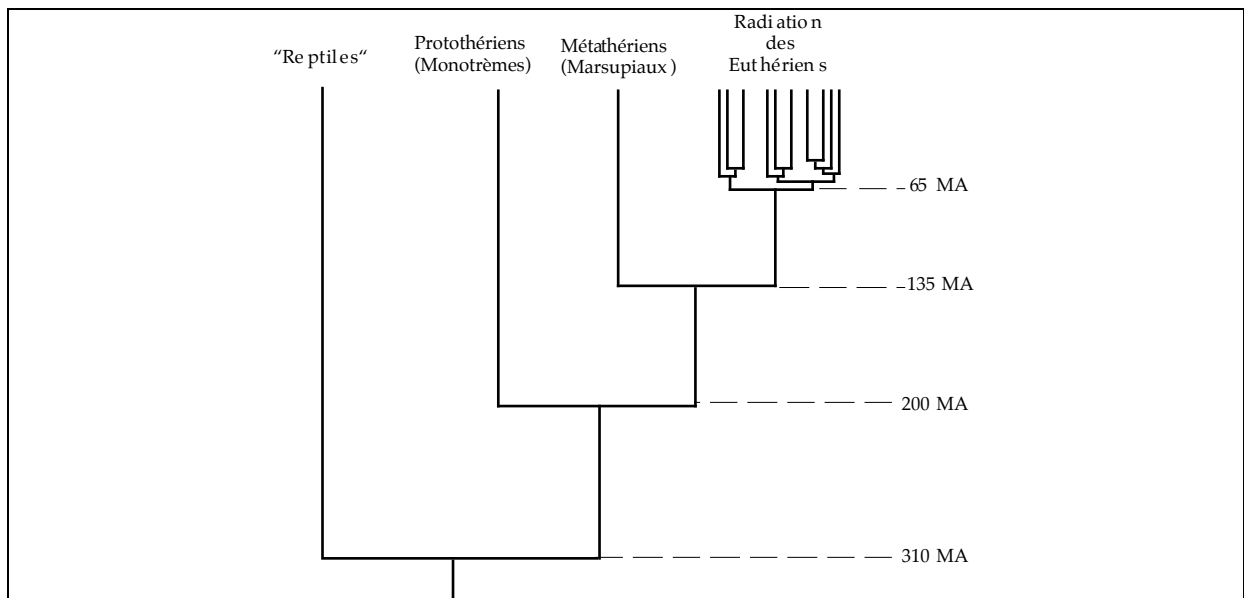 “Reptiles“
Protothériens
(Monotrèmes)
Métathériens
(Marsupiaux)
Radiation
des
Euthériens
65 MA
135 MA
200 MA
310 MA